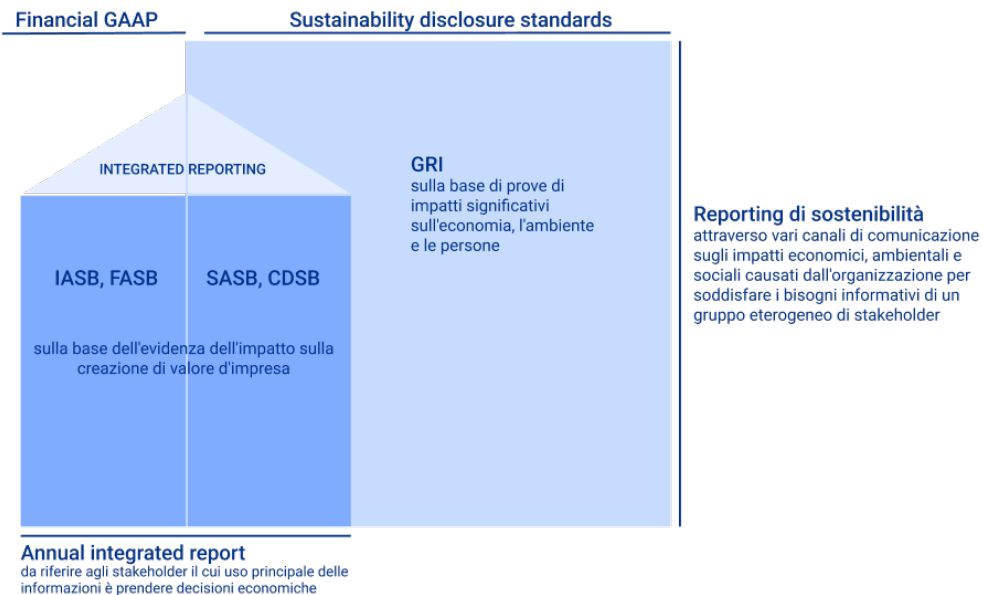 Financial GAAP
Sustainability disclosure standards
INTEGRATED REPORTING
IASB, FASB
SASB, CDSB
sulla base dell'evidenza dell'impatto sulla
creazione di valore d'impresa
GRI
sulla base di prove di
impatti significativi
sull'economia, l'ambiente
e le persone
Reporting di sostenibilità
attraverso vari canali di comunicazione
sugli impatti economici, ambientali e
sociali causati dall'organizzazione per
soddisfare i bisogni informativi di un
gruppo eterogeneo di stakeholder
Annual integrated report
da riferire agli stakeholder il cui uso principale delle
informazioni è prendere decisioni economiche